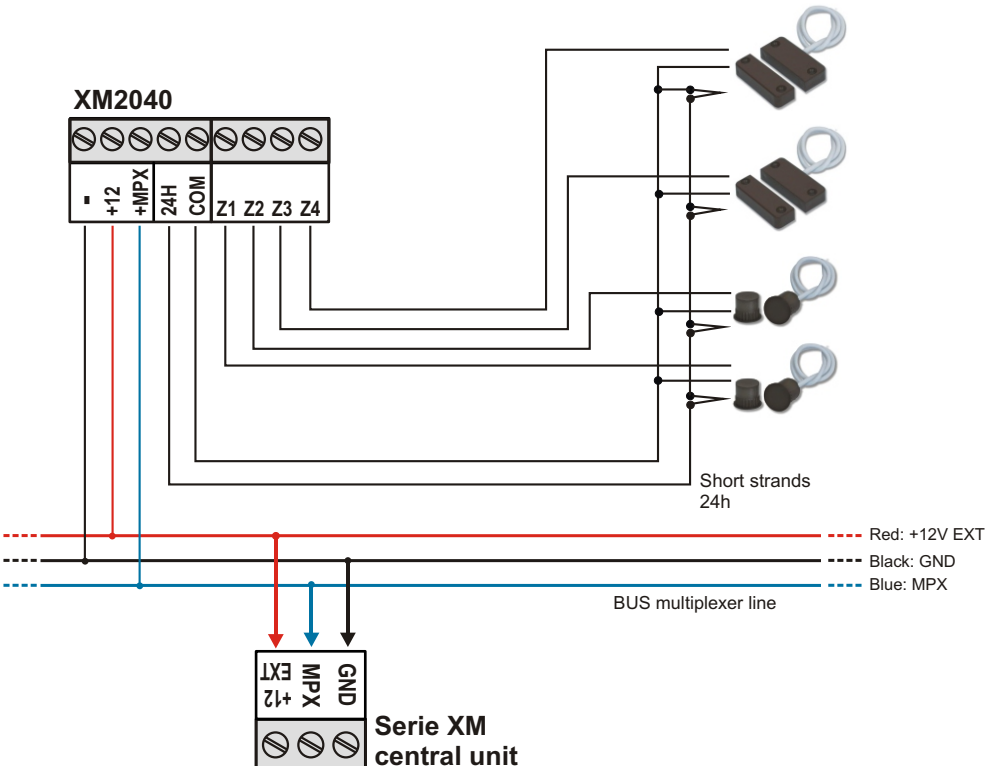 XM2040
-
+12
+MPX
24H
COM
Z1 Z2 Z3 Z4
Short strands
24h
Red: +12V EXT
Black: GND
Blue: MPX
BUS multiplexer line
+12
EXT
MPX
GND
Serie XM
central unit